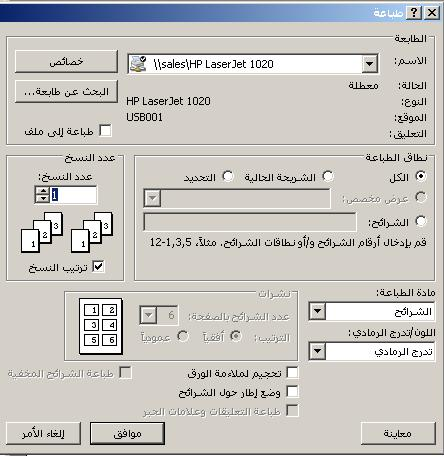 طباعة
الطابعة
الاسم: \\sales\HP LaserJet 1020 خصائص
الحالة: معطلة البحث عن طابعة...
النوع: HP LaserJet 1020
الموقع: USB001
التعليق: طباعة إلى ملف
نطاق الطباعة
الكل الشريحة الحالية التحديد
عرض مخصص:
الشرائح:
قم بإدخال أرقام الشرائح و/أو نطاقات الشرائح. مثلاً، 1,3,5-12
عدد النسخ
عدد النسخ:
1
1 2 3 1 2 3
ترتيب النسخ
مادة الطباعة:
الشرائح
اللون/تدرج الرمادي:
تدرج الرمادي
نشرات
عدد الشرائح بالصفحة: 6
الترتيب: أفقياً عمودياً
1 2
3 4
5 6
تحجيم لملاءمة الورق طباعة الشرائح المخفية
وضع إطار حول الشرائح
طباعة التعليقات وعلامات الحبر
معاينة موافق إلغاء الأمر